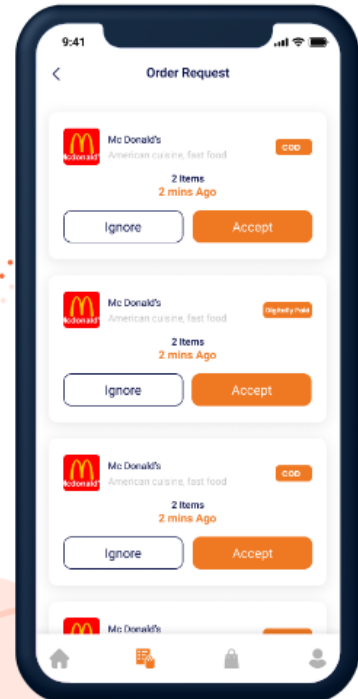 9:41
Order Request
Mc Donald's
COD
American cuisine, fast food
2 Items
2 mins Ago
Ignore
Accept
Mc Donald's
Digitally Paid
American cuisine, fast food
2 Items
2 mins Ago
Ignore
Accept
Mc Donald's
COD
American cuisine, fast food
2 Items
2 mins Ago
Ignore
Accept
Mc Donald's